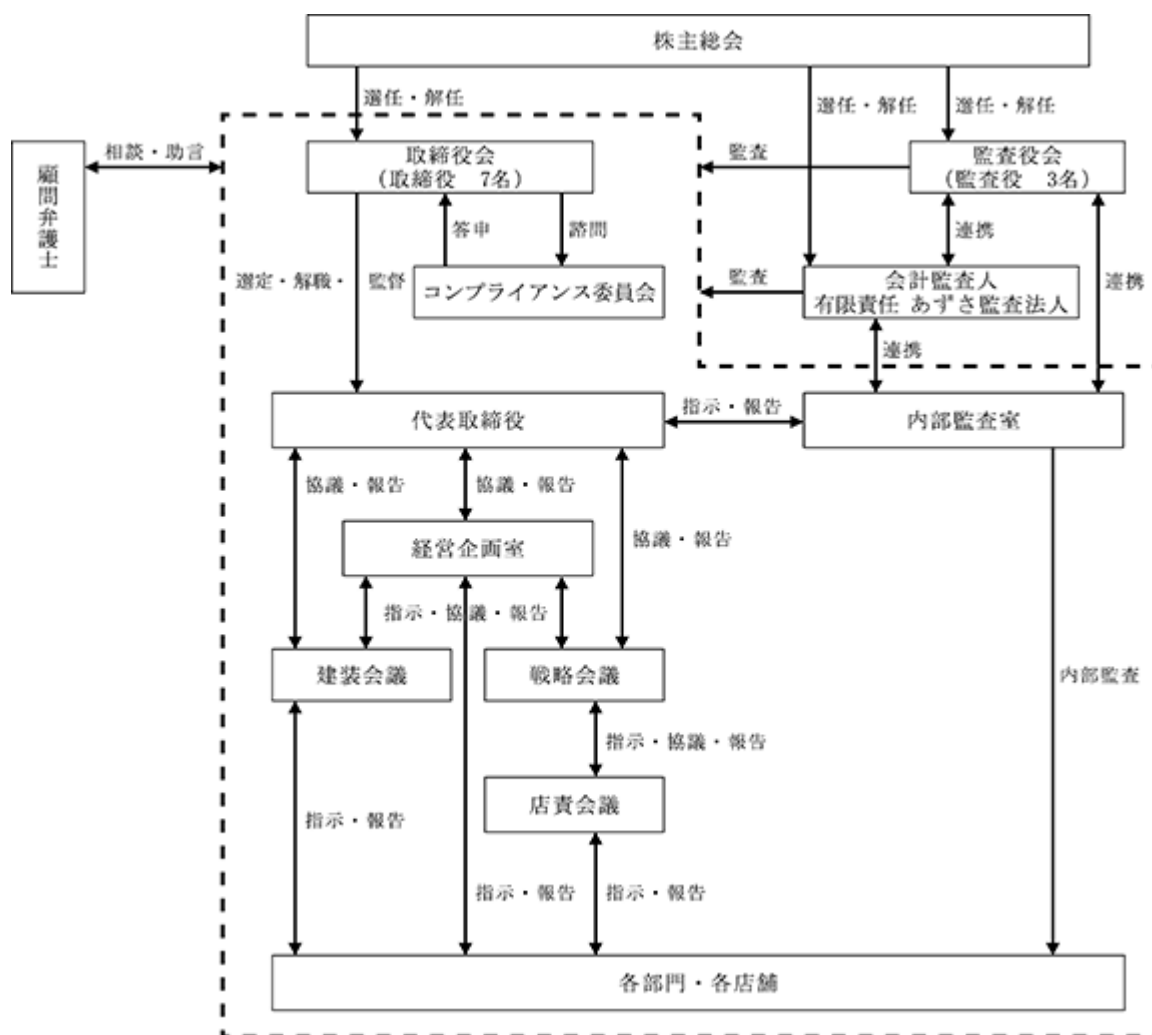 株主総会
選任・解任
選任・解任
選任・解任
顧問弁護士
相談・助言
取締役会
(取締役 7名)
監査
監査役会
(監査役 3名)
答申
諮問
連携
選定・解職・監督
コンプライアンス委員会
監査
会計監査人
有限責任 あずさ監査法人
連携
連携
代表取締役
指示・報告
内部監査室
協議・報告
協議・報告
協議・報告
経営企画室
指示・協議・報告
建装会議
戦略会議
内部監査
指示・協議・報告
店責会議
指示・報告
指示・報告
指示・報告
各部門・各店舗